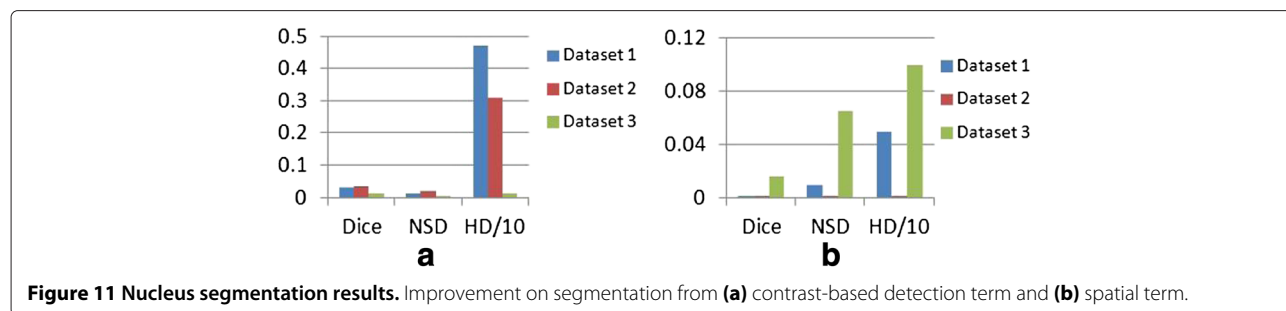 0.5
0.4
0.3
0.2
0.1
0
Dice NSD HD/10
Dataset 1
Dataset 2
Dataset 3
a
0.12
0.08
0.04
0
Dice NSD HD/10
Dataset 1
Dataset 2
Dataset 3
b
Figure 11 Nucleus segmentation results. Improvement on segmentation from (a) contrast-based detection term and (b) spatial term.